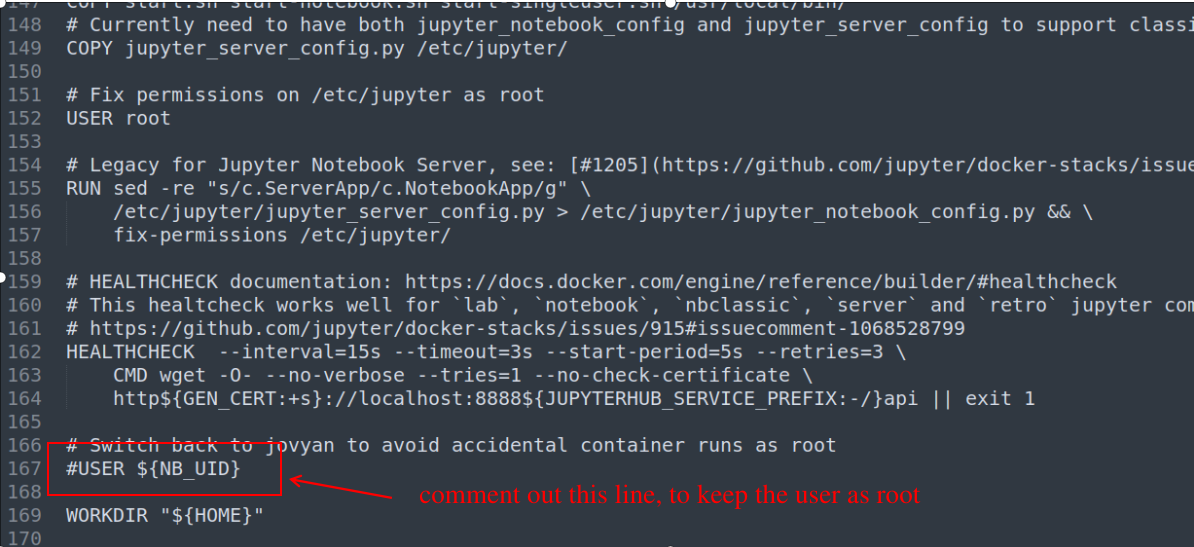 147 COPY start.sh start-notebook.sh start-singleuser.sh /usr/local/bin/
148 # Currently need to have both jupyter_notebook_config and jupyter_server_config to support classi
149 COPY jupyter_server_config.py /etc/jupyter/
150
151 # Fix permissions on /etc/jupyter as root
152 USER root
153
154 # Legacy for Jupyter Notebook Server, see: [#1205](https://github.com/jupyter/docker-stacks/issue
155 RUN sed -re "s/c.ServerApp/c.NotebookApp/g" \
156 /etc/jupyter/jupyter_server_config.py > /etc/jupyter/jupyter_notebook_config.py && \
157 fix-permissions /etc/jupyter/
158
159 # HEALTHCHECK documentation: https://docs.docker.com/engine/reference/builder/#healthcheck
160 # This healtcheck works well for `lab`, `notebook`, `nbclassic`, `server` and `retro` jupyter com
161 # https://github.com/jupyter/docker-stacks/issues/915#issuecomment-1068528799
162 HEALTHCHECK --interval=15s --timeout=3s --start-period=5s --retries=3 \
163 CMD wget -O- --no-verbose --tries=1 --no-check-certificate \
164 http${GEN_CERT:+s}://localhost:8888${JUPYTERHUB_SERVICE_PREFIX:-/}api || exit 1
165
166 # Switch back to jovyan to avoid accidental container runs as root
167 #USER ${NB_UID}
168
comment out this line, to keep the user as root
169 WORKDIR "${HOME}"
170